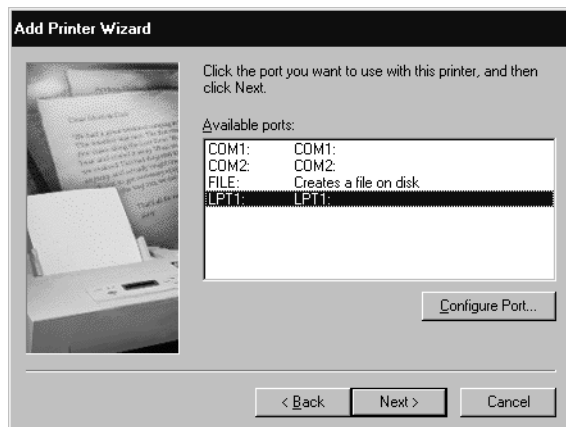 Add Printer Wizard
Click the port you want to use with this printer, and then
click Next.
Available ports:
COM1: COM1:
COM2: COM2:
FILE: Creates a file on disk
LPT1: LPT1:
Configure Port...
< Back Next > Cancel